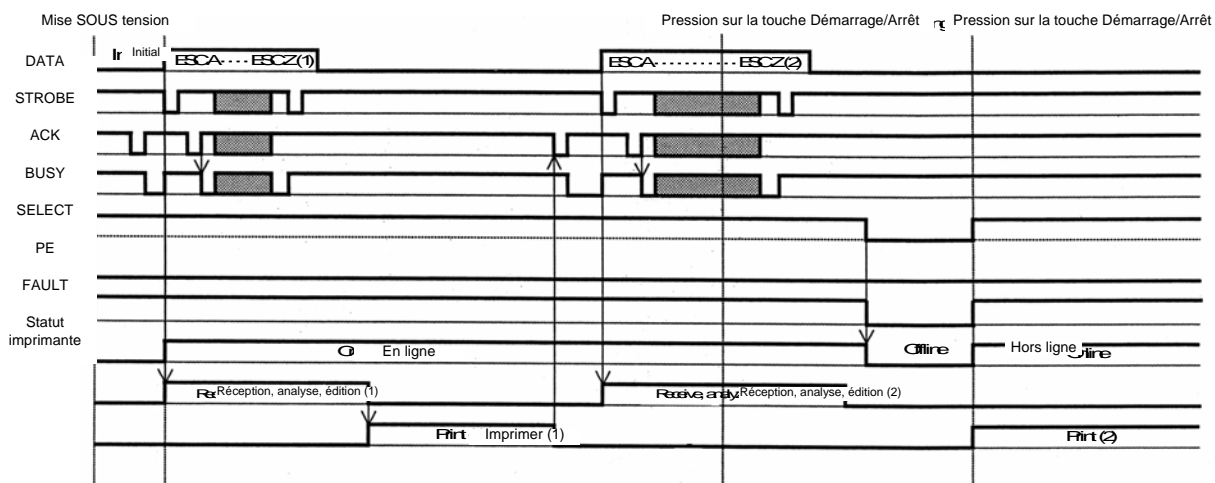 Mise SOUS tension
Pression sur la touche Démarrage/Arrêt
Pression sur la touche Démarrage/Arrêt
Initial
DATA
ESCA ···· ESCZ(1)
ESCA ··········· ESCZ(2)
STROBE
ACK
BUSY
SELECT
PE
FAULT
Statut
imprimante
En ligne
Offline
Hors ligne
Réception, analyse, édition (1)
Receive, analy Réception, analyse, édition (2)
Print Imprimer (1)
Print (2)